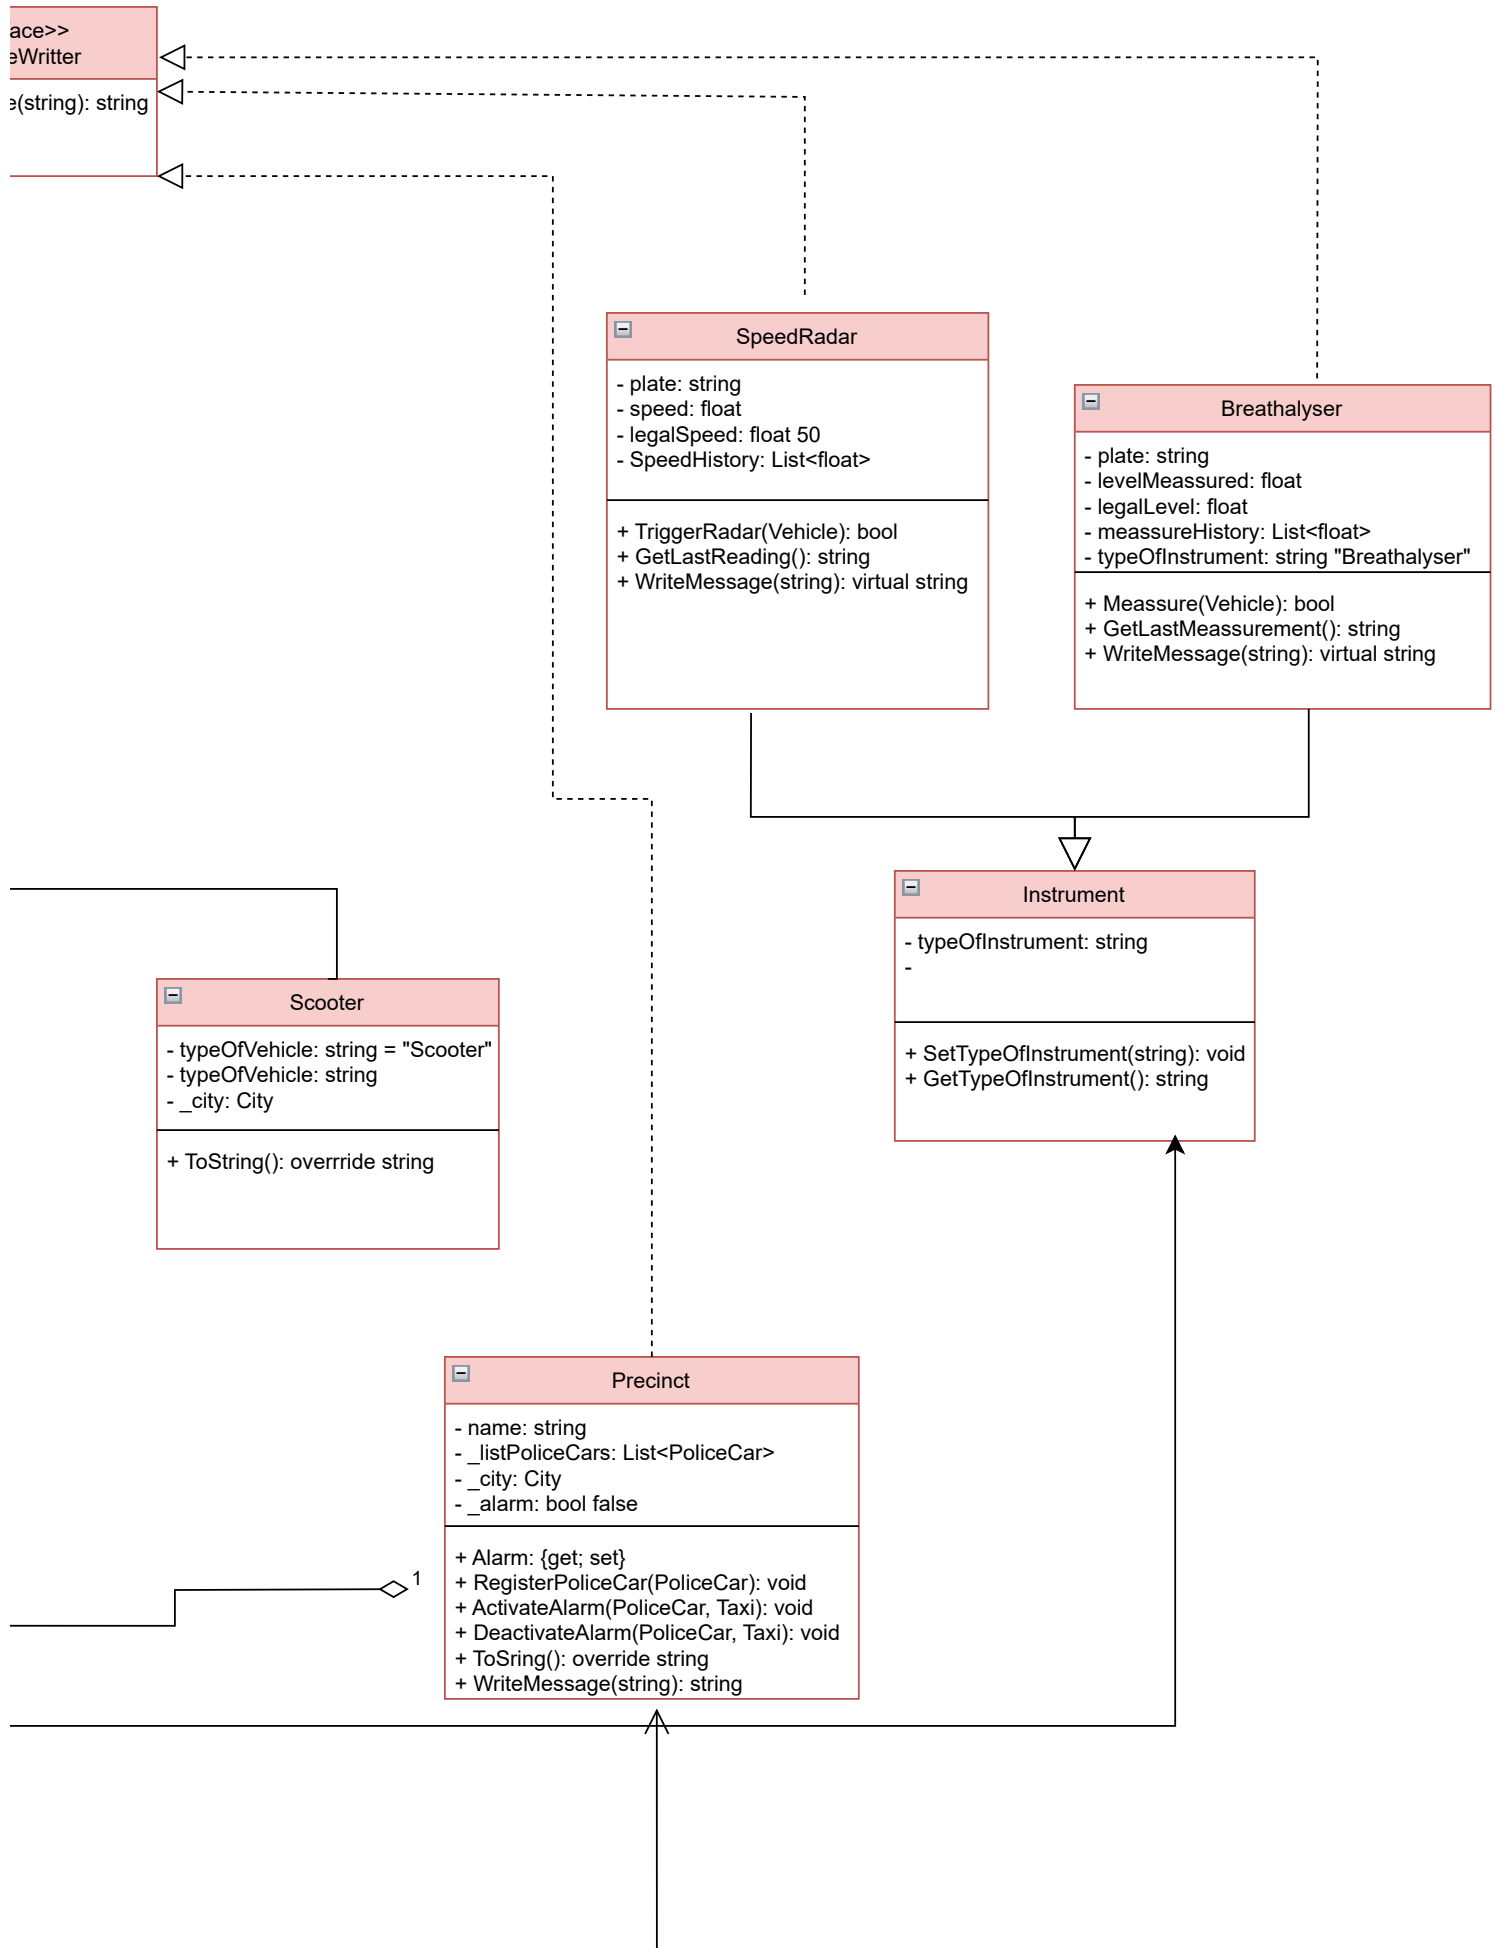 ace>>
eWritter
e(string): string
SpeedRadar
- plate: string
- speed: float
- legalSpeed: float 50
- SpeedHistory: List<float>
+ TriggerRadar(Vehicle): bool
+ GetLastReading(): string
+ WriteMessage(string): virtual string
Breathalyser
- plate: string
- levelMeassured: float
- legalLevel: float
- meassureHistory: List<float>
- typeOfInstrument: string "Breathalyser"
+ Meassure(Vehicle): bool
+ GetLastMeassurement(): string
+ WriteMessage(string): virtual string
Instrument
- typeOfInstrument: string
-
+ SetTypeOfInstrument(string): void
+ GetTypeOfInstrument(): string
Scooter
- typeOfVehicle: string = "Scooter"
- typeOfVehicle: string
- _city: City
+ ToString(): overrride string
Precinct
- name: string
- _listPoliceCars: List<PoliceCar>
- _city: City
- _alarm: bool false
+ Alarm: {get; set}
+ RegisterPoliceCar(PoliceCar): void
+ ActivateAlarm(PoliceCar, Taxi): void
+ DeactivateAlarm(PoliceCar, Taxi): void
+ ToSring(): override string
+ WriteMessage(string): string
1